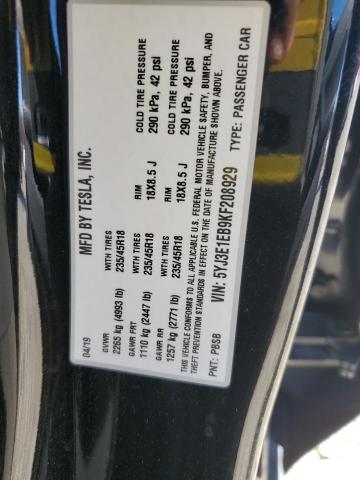 MFD BY TESLA, INC.
04/19
GVWR
2265 kg (4993 lb)
WITH TIRES
235/45R18
RIM
18X8.5 J
COLD TIRE PRESSURE
290 kPa, 42 psi
GAWR FRT
1110 kg (2447 lb)
WITH TIRES
235/45R18
RIM
18X8.5 J
COLD TIRE PRESSURE
290 kPa, 42 psi
GAWR RR
1257 kg (2771 lb)
WITH TIRES
235/45R18
THIS VEHICLE CONFORMS TO ALL APPLICABLE U.S. FEDERAL MOTOR VEHICLE SAFETY, BUMPER, AND
THEFT PREVENTION STANDARDS IN EFFECT ON THE DATE OF MANUFACTURE SHOWN ABOVE.
VIN: 5YJ3E1EB9KF208929
PNT: PBSB
TYPE: PASSENGER CAR